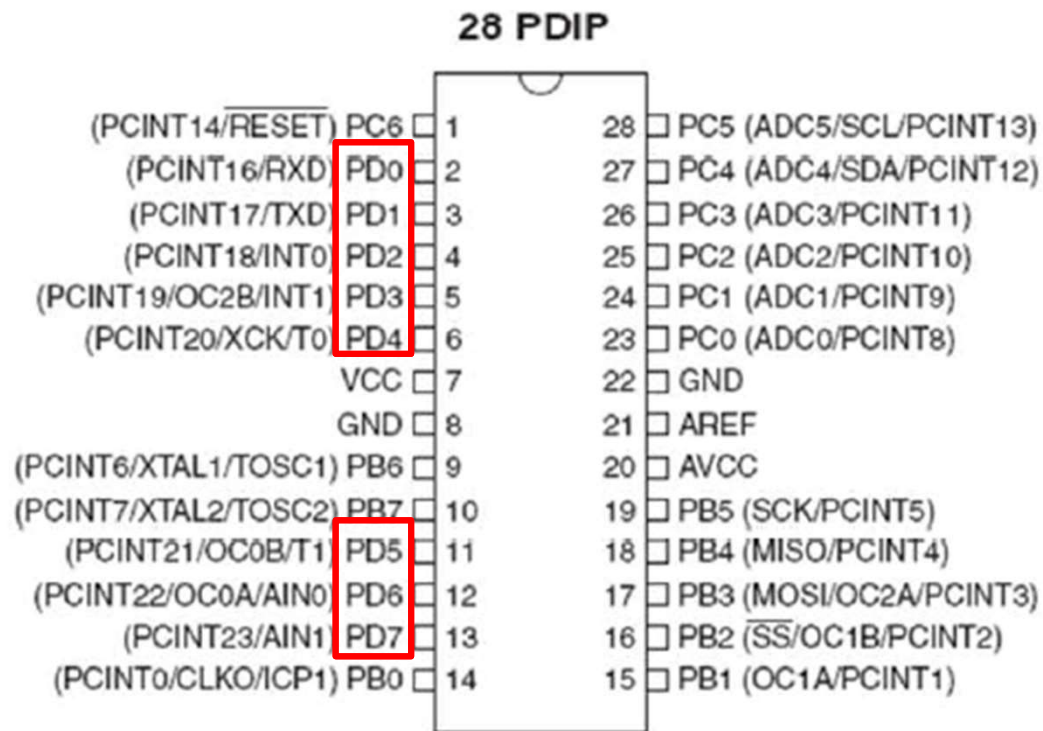 28 PDIP
(PCINT14/RESET) PC6 1 28 PC5 (ADC5/SCL/PCINT13)
(PCINT16/RXD) PD0 2 27 PC4 (ADC4/SDA/PCINT12)
(PCINT17/TXD) PD1 3 26 PC3 (ADC3/PCINT11)
(PCINT18/INT0) PD2 4 25 PC2 (ADC2/PCINT10)
(PCINT19/OC2B/INT1) PD3 5 24 PC1 (ADC1/PCINT9)
(PCINT20/XCK/T0) PD4 6 23 PC0 (ADC0/PCINT8)
VCC 7 22 GND
GND 8 21 AREF
(PCINT6/XTAL1/TOSC1) PB6 9 20 AVCC
(PCINT7/XTAL2/TOSC2) PB7 10 19 PB5 (SCK/PCINT5)
(PCINT21/OC0B/T1) PD5 11 18 PB4 (MISO/PCINT4)
(PCINT22/OC0A/AIN0) PD6 12 17 PB3 (MOSI/OC2A/PCINT3)
(PCINT23/AIN1) PD7 13 16 PB2 (SS/OC1B/PCINT2)
(PCINT0/CLKO/ICP1) PB0 14 15 PB1 (OC1A/PCINT1)